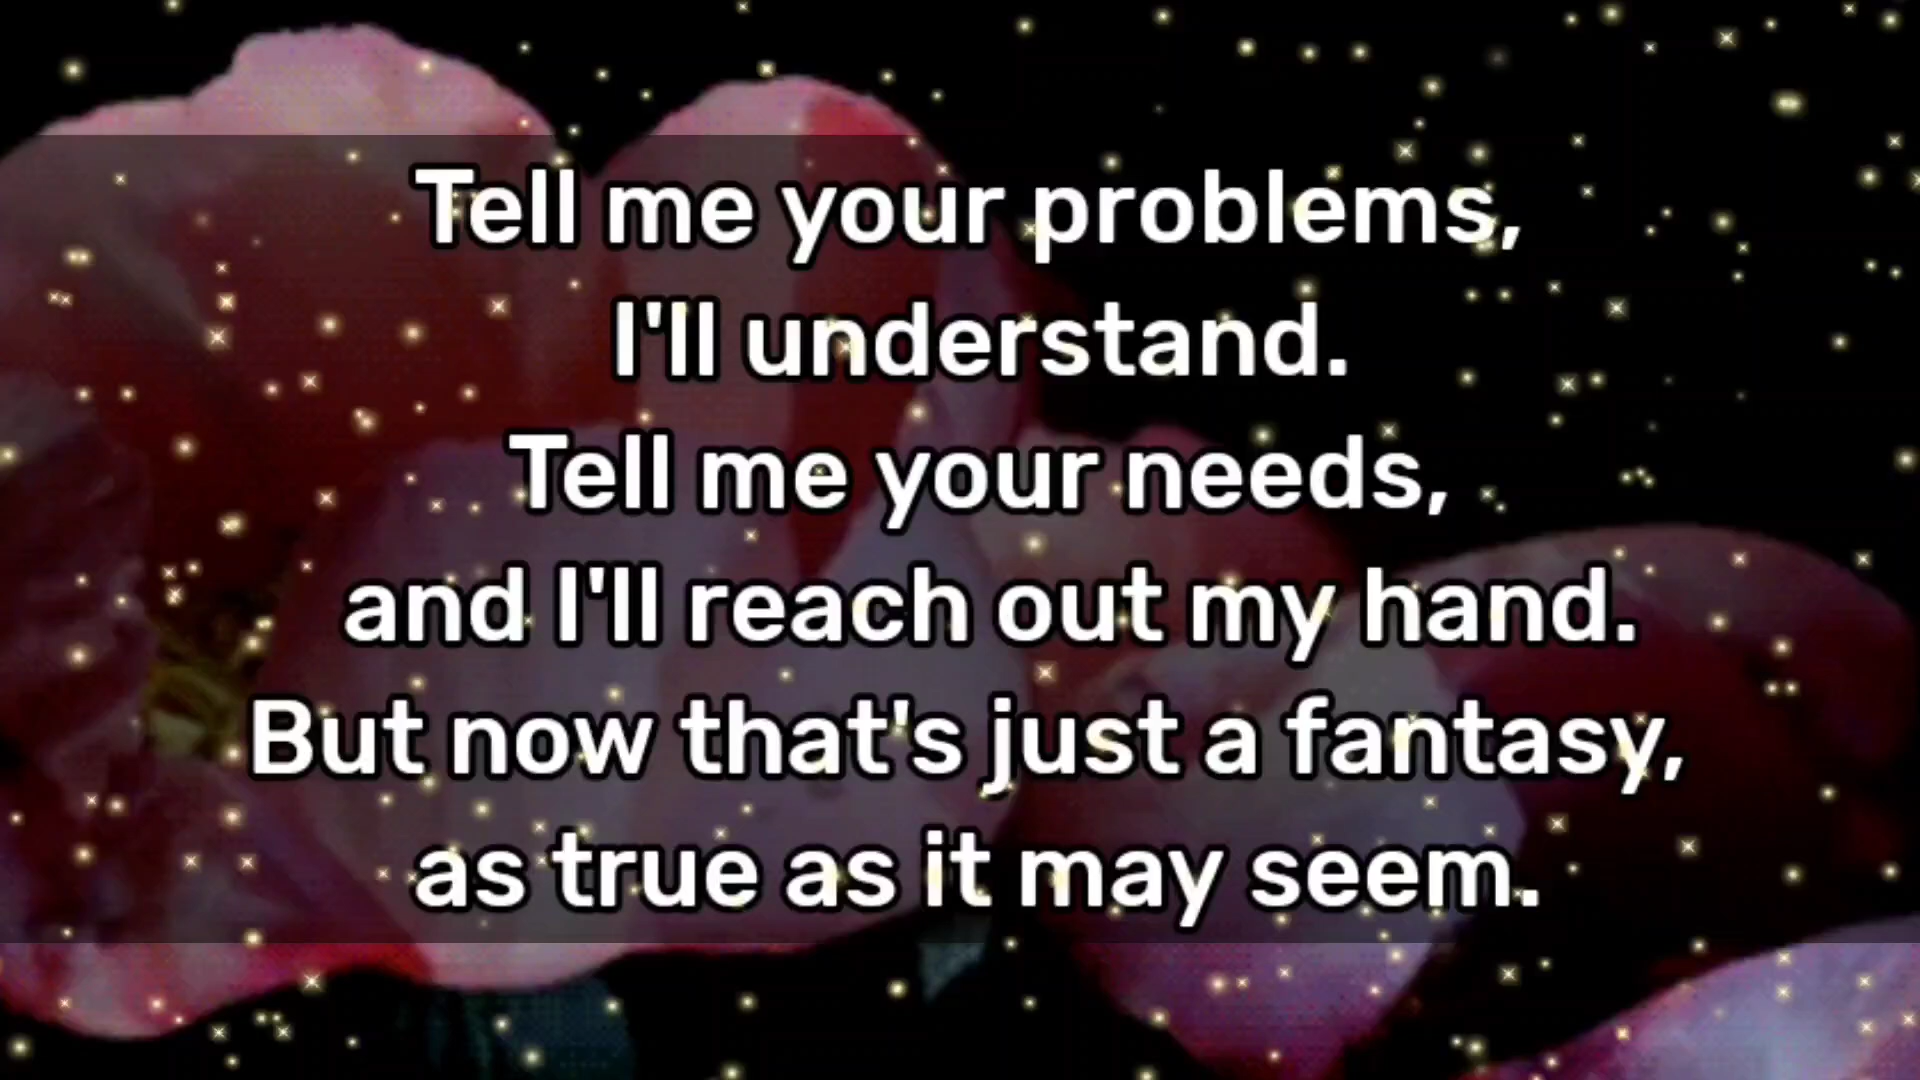 Tell me your problems,
I'll understand.
Tell me your needs,
and I'll reach out my hand.
But now that's just a fantasy,
as true as it may seem.